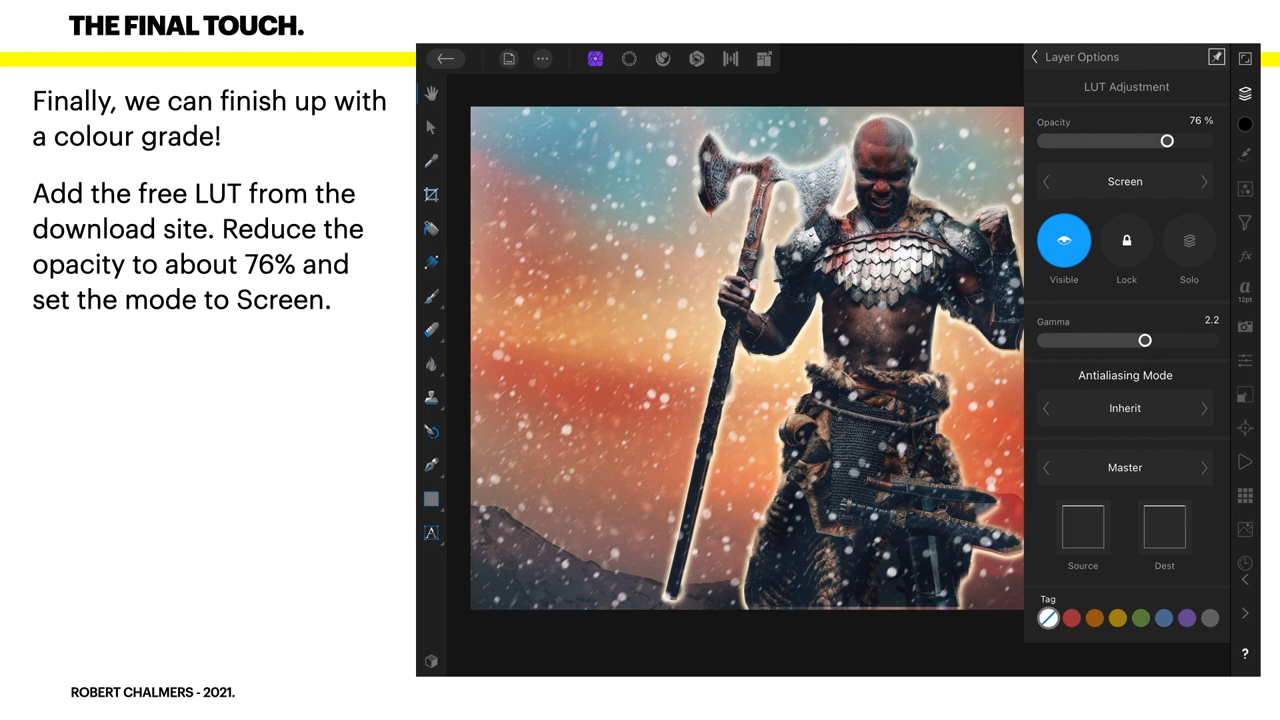 THE FINAL TOUCH.
Finally, we can finish up with
a colour grade!
Add the free LUT from the
download site. Reduce the
opacity to about 76% and
set the mode to Screen.
Layer Options
LUT Adjustment
Opacity 76 %
Screen
Visible Lock Solo
Gamma 2.2
Antialiasing Mode
Inherit
Master
Source Dest
Tag
fx
a
12pt
A
?
ROBERT CHALMERS - 2021.